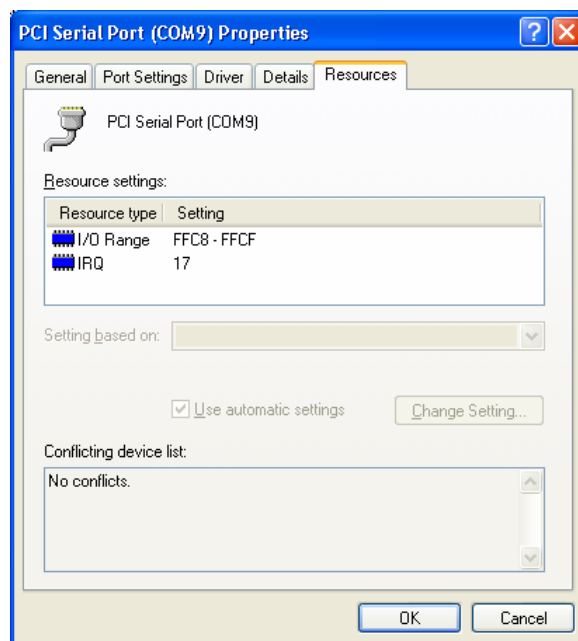 PCI Serial Port (COM9) Properties
General Port Settings Driver Details Resources
PCI Serial Port (COM9)
Resource settings:
Resource type Setting
I/O Range FFC8 - FFCF
IRQ 17
Setting based on:
Use automatic settings Change Setting...
Conflicting device list:
No conflicts.
OK Cancel